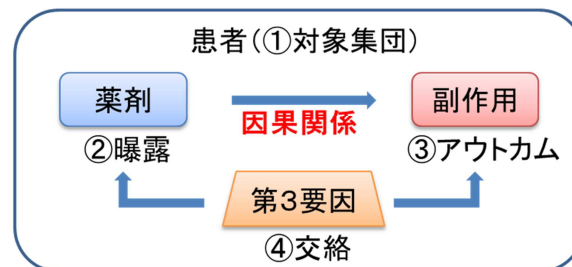 患者(①対象集団)
薬剤
副作用
因果関係
②曝露
③アウトカム
第3要因
④交絡